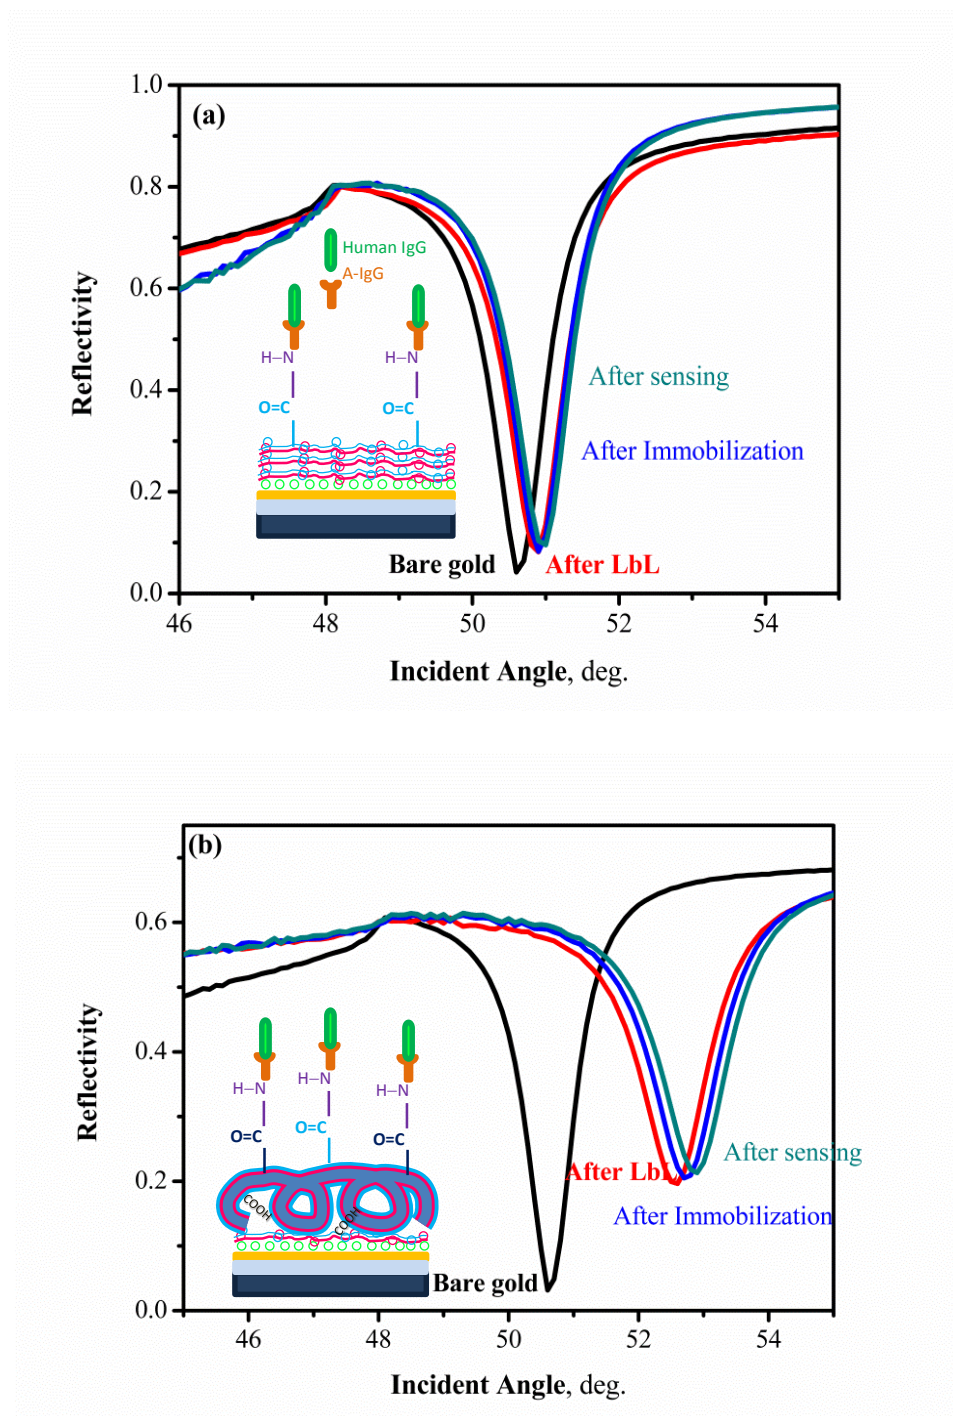 (a)
1.0
0.8
0.6
0.4
0.2
0.0
Reflectivity
Human IgG
A-IgG
H–N
H–N
O=C
O=C
After sensing
After Immobilization
Bare gold
After LbL
46 48 50 52 54
Incident Angle, deg.
(b)
0.6
0.4
0.2
0.0
Reflectivity
H–N
H–N
H–N
O=C
O=C
O=C
COOH
COOH
After sensing
After LbL
After Immobilization
Bare gold
46 48 50 52 54
Incident Angle, deg.